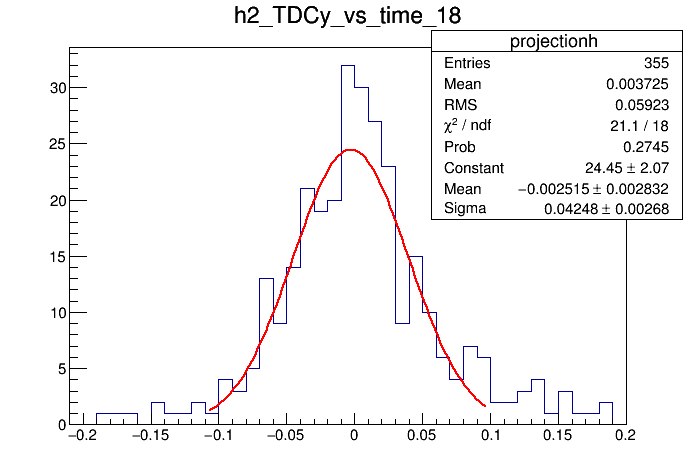 h2_TDCy_vs_time_18
projectionh
Entries 355
Mean 0.003725
RMS 0.05923
χ² / ndf 21.1 / 18
Prob 0.2745
Constant 24.45 ± 2.07
Mean −0.002515 ± 0.002832
Sigma 0.04248 ± 0.00268
30
25
20
15
10
5
0
−0.2 −0.15 −0.1 −0.05 0 0.05 0.1 0.15 0.2